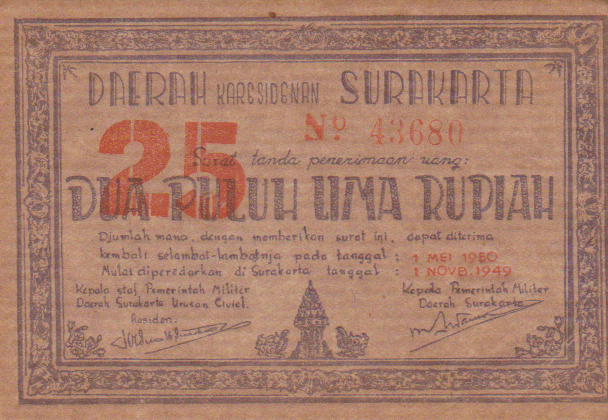 DAERAH KARESIDENAN SURAKARTA
Nº 43680
25
Surat tanda penerimaan uang:
DUA PULUH LIMA RUPIAH
Djumlah mana, dengan memberikan surat ini, dapat diterima
kembali selambat-lambatnja pada tanggal : 1 MEI 1950
Mulai diperedarkan di Surakarta tanggal : 1 NOVB. 1949
Kepala staf Pemerintah Militer
Daerah Surakarta Urusan Civiel.
Residen.
Kepala Pemerintah Militer
Daerah Surakarta